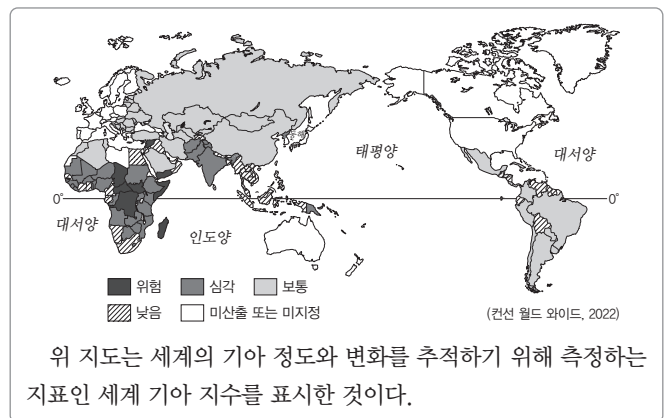 동해
태평양
대서양
0°
0°
대서양
인도양
위험
심각
보통
낮음
미산출 또는 미지정
(컨선 월드 와이드, 2022)
위 지도는 세계의 기아 정도와 변화를 추적하기 위해 측정하는
지표인 세계 기아 지수를 표시한 것이다.